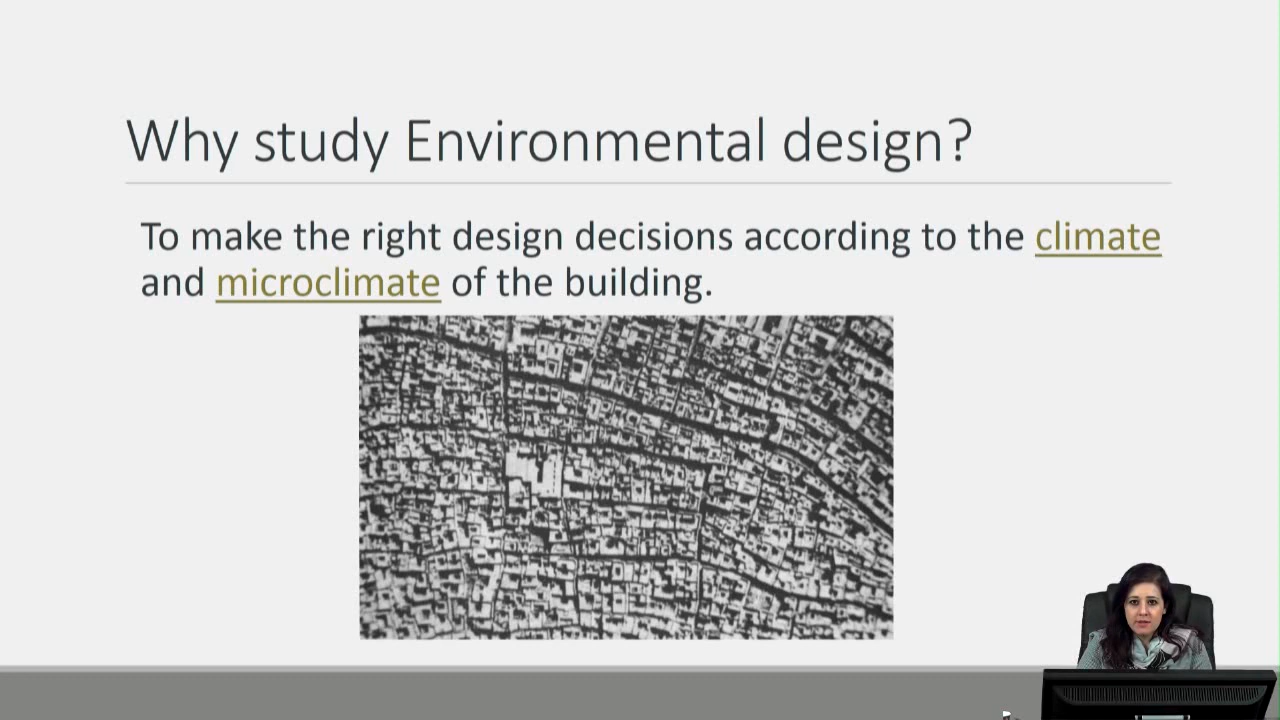 Why study Environmental design?
To make the right design decisions according to the climate
and microclimate of the building.